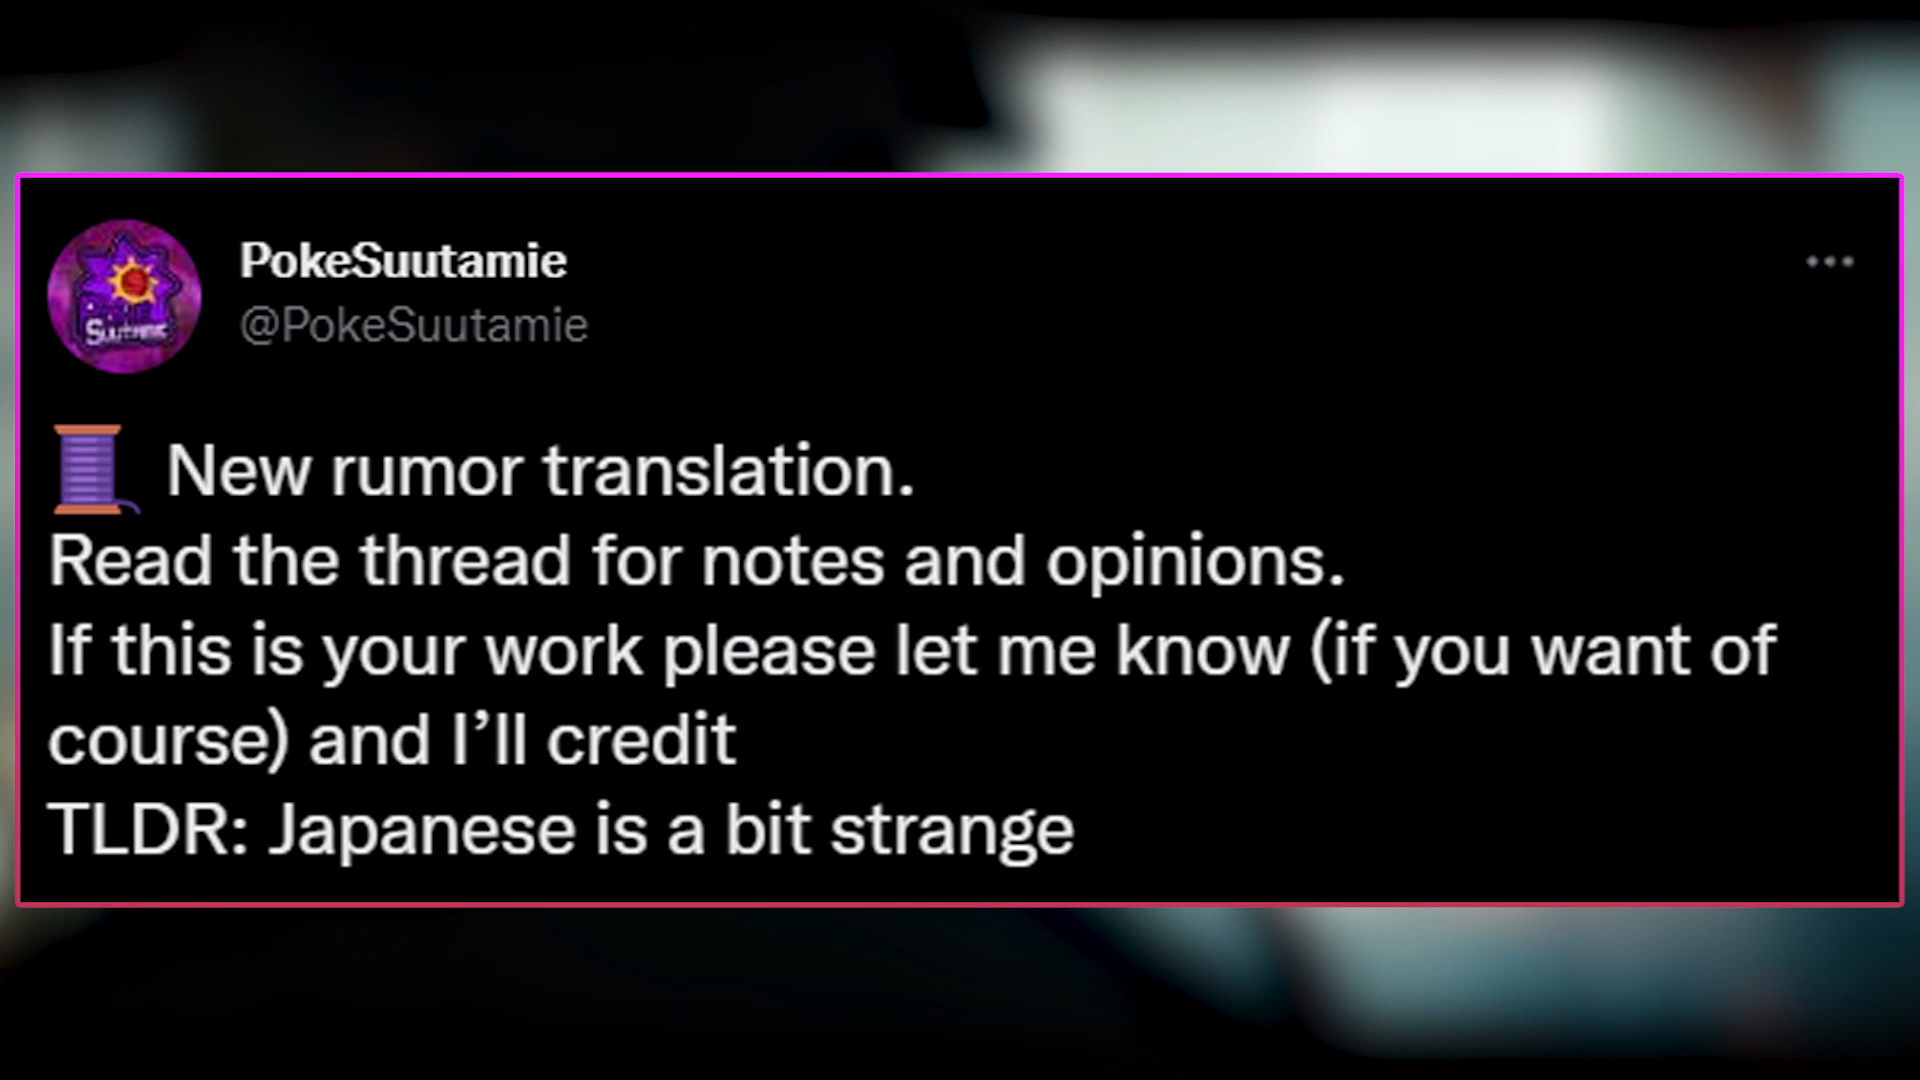 PokeSuutamie
@PokeSuutamie
Suutamie
🧵 New rumor translation.
Read the thread for notes and opinions.
If this is your work please let me know (if you want of
course) and I’ll credit
TLDR: Japanese is a bit strange